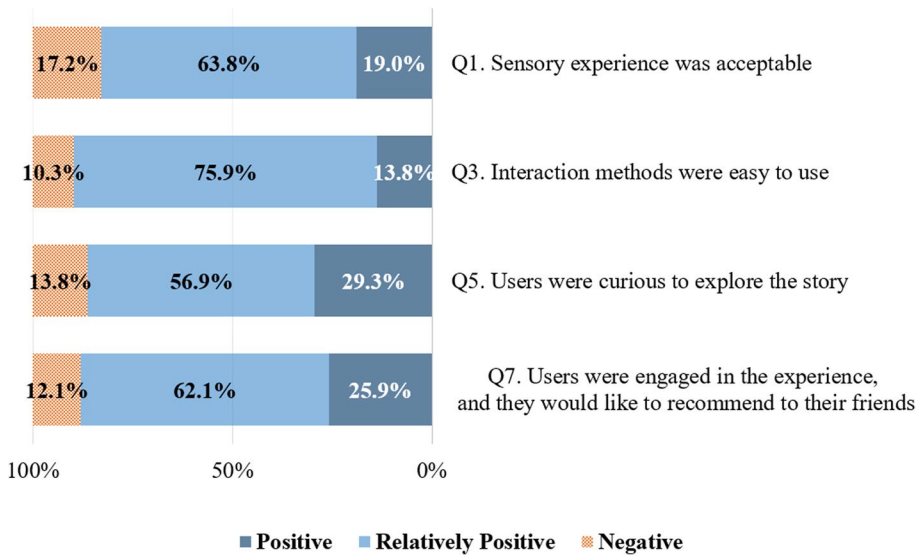 17.2% 63.8% 19.0% Q1. Sensory experience was acceptable
10.3% 75.9% 13.8% Q3. Interaction methods were easy to use
13.8% 56.9% 29.3% Q5. Users were curious to explore the story
12.1% 62.1% 25.9% Q7. Users were engaged in the experience,
and they would like to recommend to their friends
100% 50% 0%
Positive Relatively Positive Negative